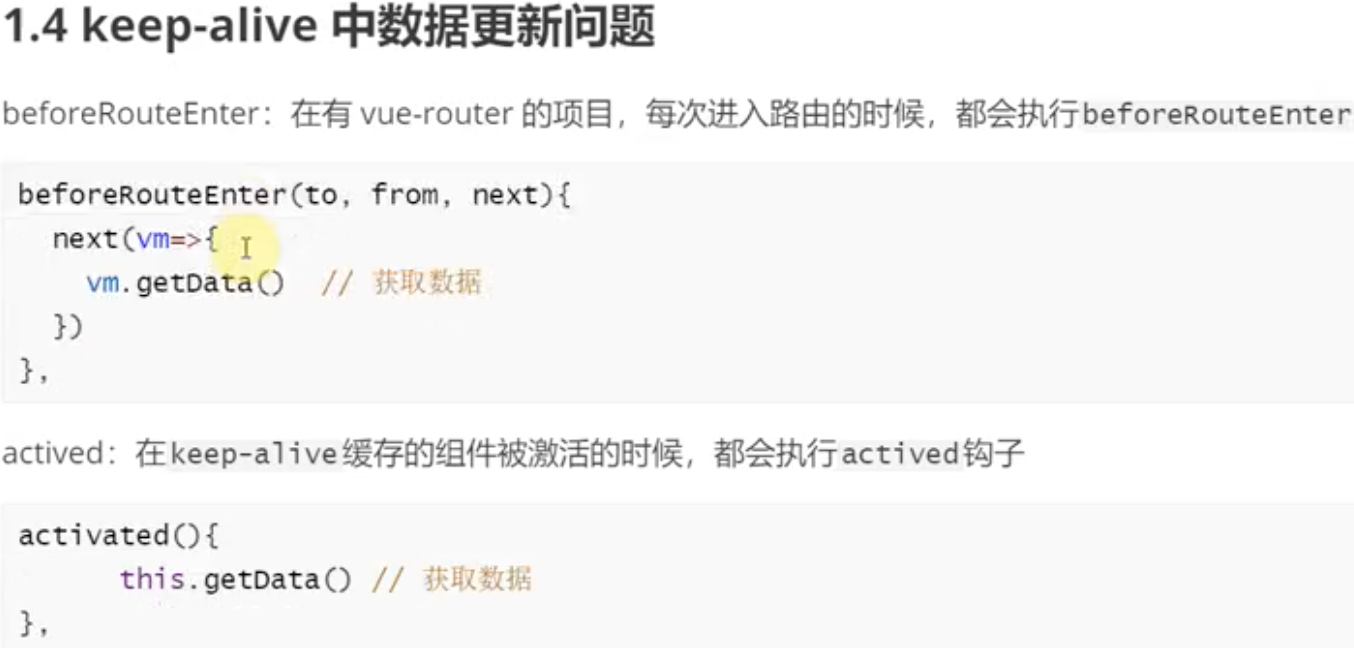 1.4 keep-alive 中数据更新问题
beforeRouteEnter：在有 vue-router 的项目，每次进入路由的时候，都会执行beforeRouteEnter
beforeRouteEnter(to, from, next){
next(vm=>{
vm.getData() // 获取数据
})
},
actived：在keep-alive缓存的组件被激活的时候，都会执行actived钩子
activated(){
this.getData() // 获取数据
},